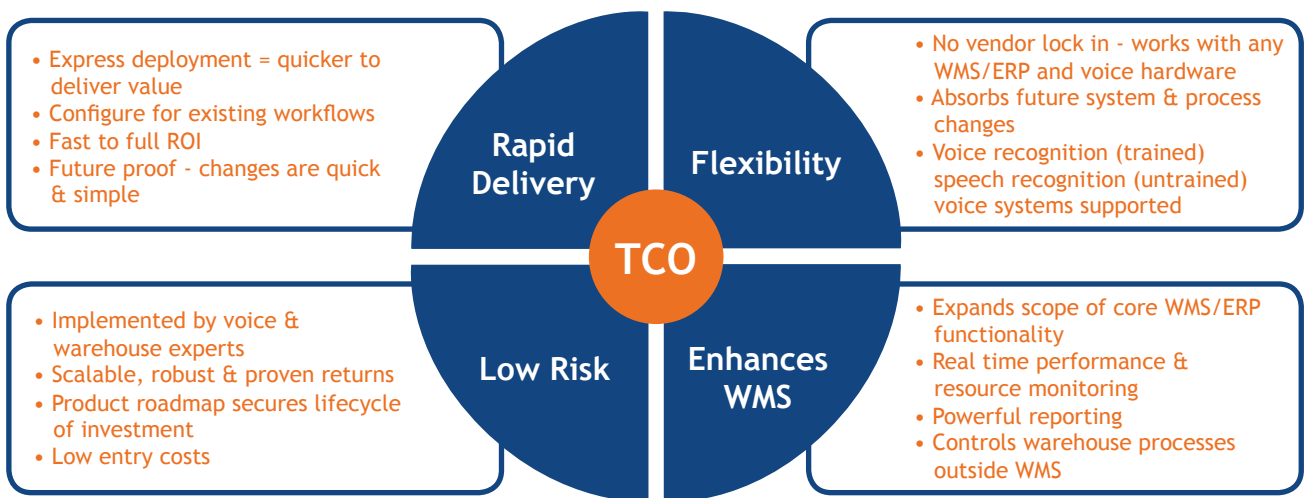 • Express deployment = quicker to
deliver value
• Configure for existing workflows
• Fast to full ROI
• Future proof - changes are quick
& simple
Rapid
Delivery
Flexibility
• No vendor lock in - works with any
WMS/ERP and voice hardware
• Absorbs future system & process
changes
• Voice recognition (trained)
speech recognition (untrained)
voice systems supported
TCO
• Implemented by voice &
warehouse experts
• Scalable, robust & proven returns
• Product roadmap secures lifecycle
of investment
• Low entry costs
Low Risk
Enhances
WMS
• Expands scope of core WMS/ERP
functionality
• Real time performance &
resource monitoring
• Powerful reporting
• Controls warehouse processes
outside WMS